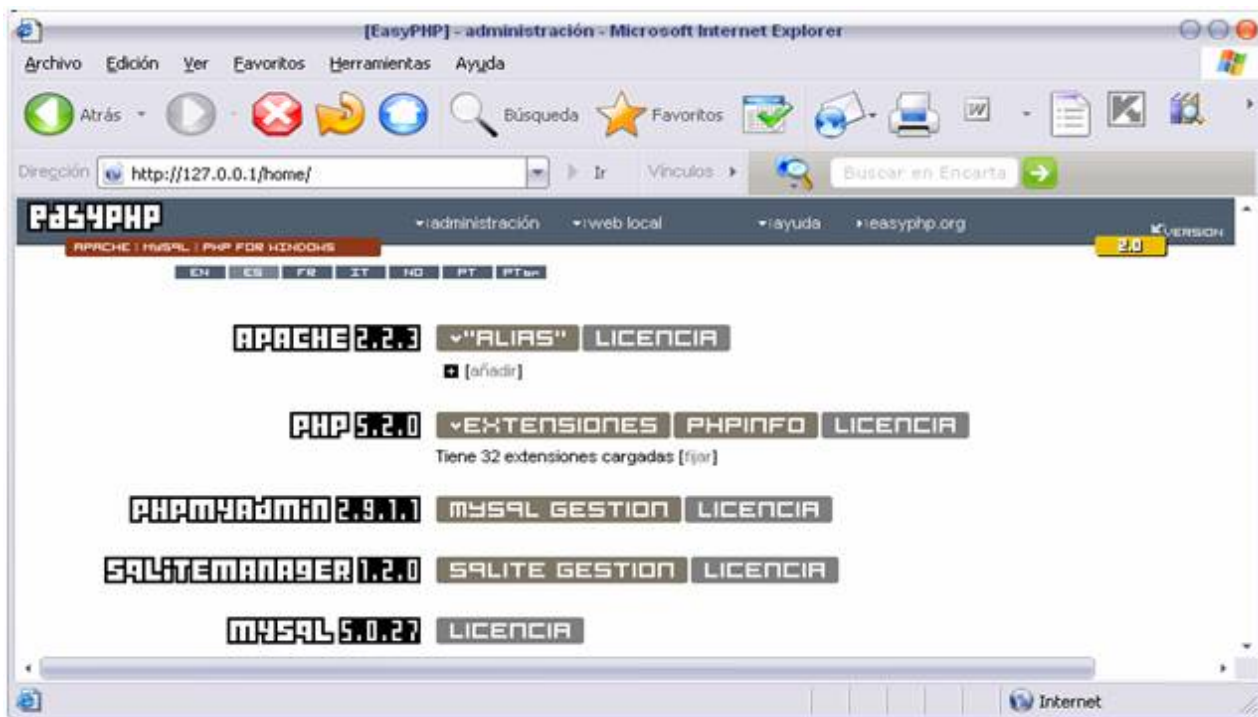 [EasyPHP] - administración - Microsoft Internet Explorer
Archivo Edición Ver Favoritos Herramientas Ayuda
Atrás Búsqueda Favoritos W K
Dirección http://127.0.0.1/home/ Ir Vínculos Buscar en Encarta
EASYPHP administración web local ayuda easyphp.org VERSION
APACHE | MYSQL | PHP FOR WINDOWS 2.0
EN ES FR IT NO PT PTbr
APACHE 2.2.3 "ALIAS" LICENCIA
[añadir]
PHP 5.2.0 EXTENSIONES PHPINFO LICENCIA
Tiene 32 extensiones cargadas [fijar]
PHPMYADMIN 2.9.1.1 MYSQL GESTION LICENCIA
SQLITEMANAGER 1.2.0 SQLITE GESTION LICENCIA
MYSQL 5.0.27 LICENCIA
Internet